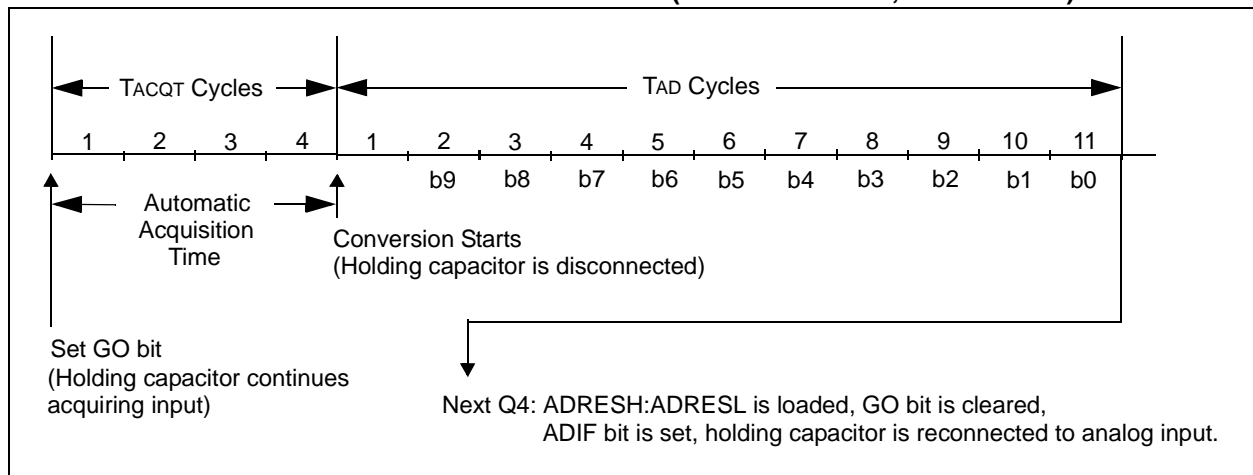 TACQT Cycles
TAD Cycles
1 2 3 4 1 2 3 4 5 6 7 8 9 10 11
b9 b8 b7 b6 b5 b4 b3 b2 b1 b0
Automatic
Acquisition
Time
Conversion Starts
(Holding capacitor is disconnected)
Set GO bit
(Holding capacitor continues
acquiring input)
Next Q4: ADRESH:ADRESL is loaded, GO bit is cleared,
ADIF bit is set, holding capacitor is reconnected to analog input.